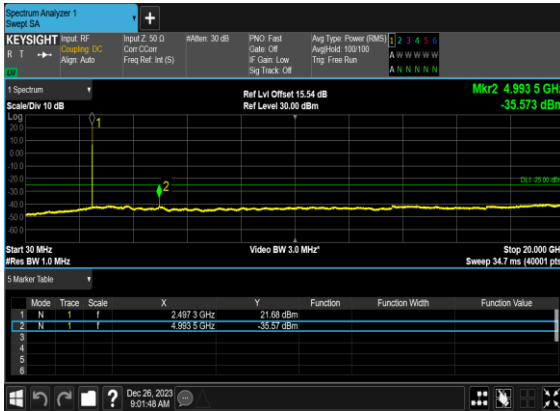 Spectrum Analyzer 1
Swept SA
+
KEYSIGHT
R T
Input: RF
Coupling: DC
Align: Auto
Input Z: 50 Ω
Corr CCorr
Freq Ref: Int (S)
#Atten: 30 dB
PNO: Fast
Gate: Off
IF Gain: Low
Sig Track: Off
Avg Type: Power (RMS)
Avg|Hold: 100/100
Trig: Free Run
1 2 3 4 5 6
A W W W W W
A N N N N N
1 Spectrum
Scale/Div 10 dB
Ref Lvl Offset 15.54 dB
Ref Level 30.00 dBm
Mkr2 4.993 5 GHz
-35.573 dBm
Log
20.0
10.0
0.00
-10.0
-20.0
-30.0
-40.0
-50.0
-60.0
1
2
DL1 -25.00 dBm
Start 30 MHz
#Res BW 1.0 MHz
Video BW 3.0 MHz*
Stop 20.000 GHz
Sweep 34.7 ms (40001 pts)
5 Marker Table
Mode Trace Scale X Y Function Function Width Function Value
1 N 1 f 2.497 3 GHz 21.68 dBm
2 N 1 f 4.993 5 GHz -35.57 dBm
3
4
5
6
?
Dec 26, 2023
9:01:48 AM